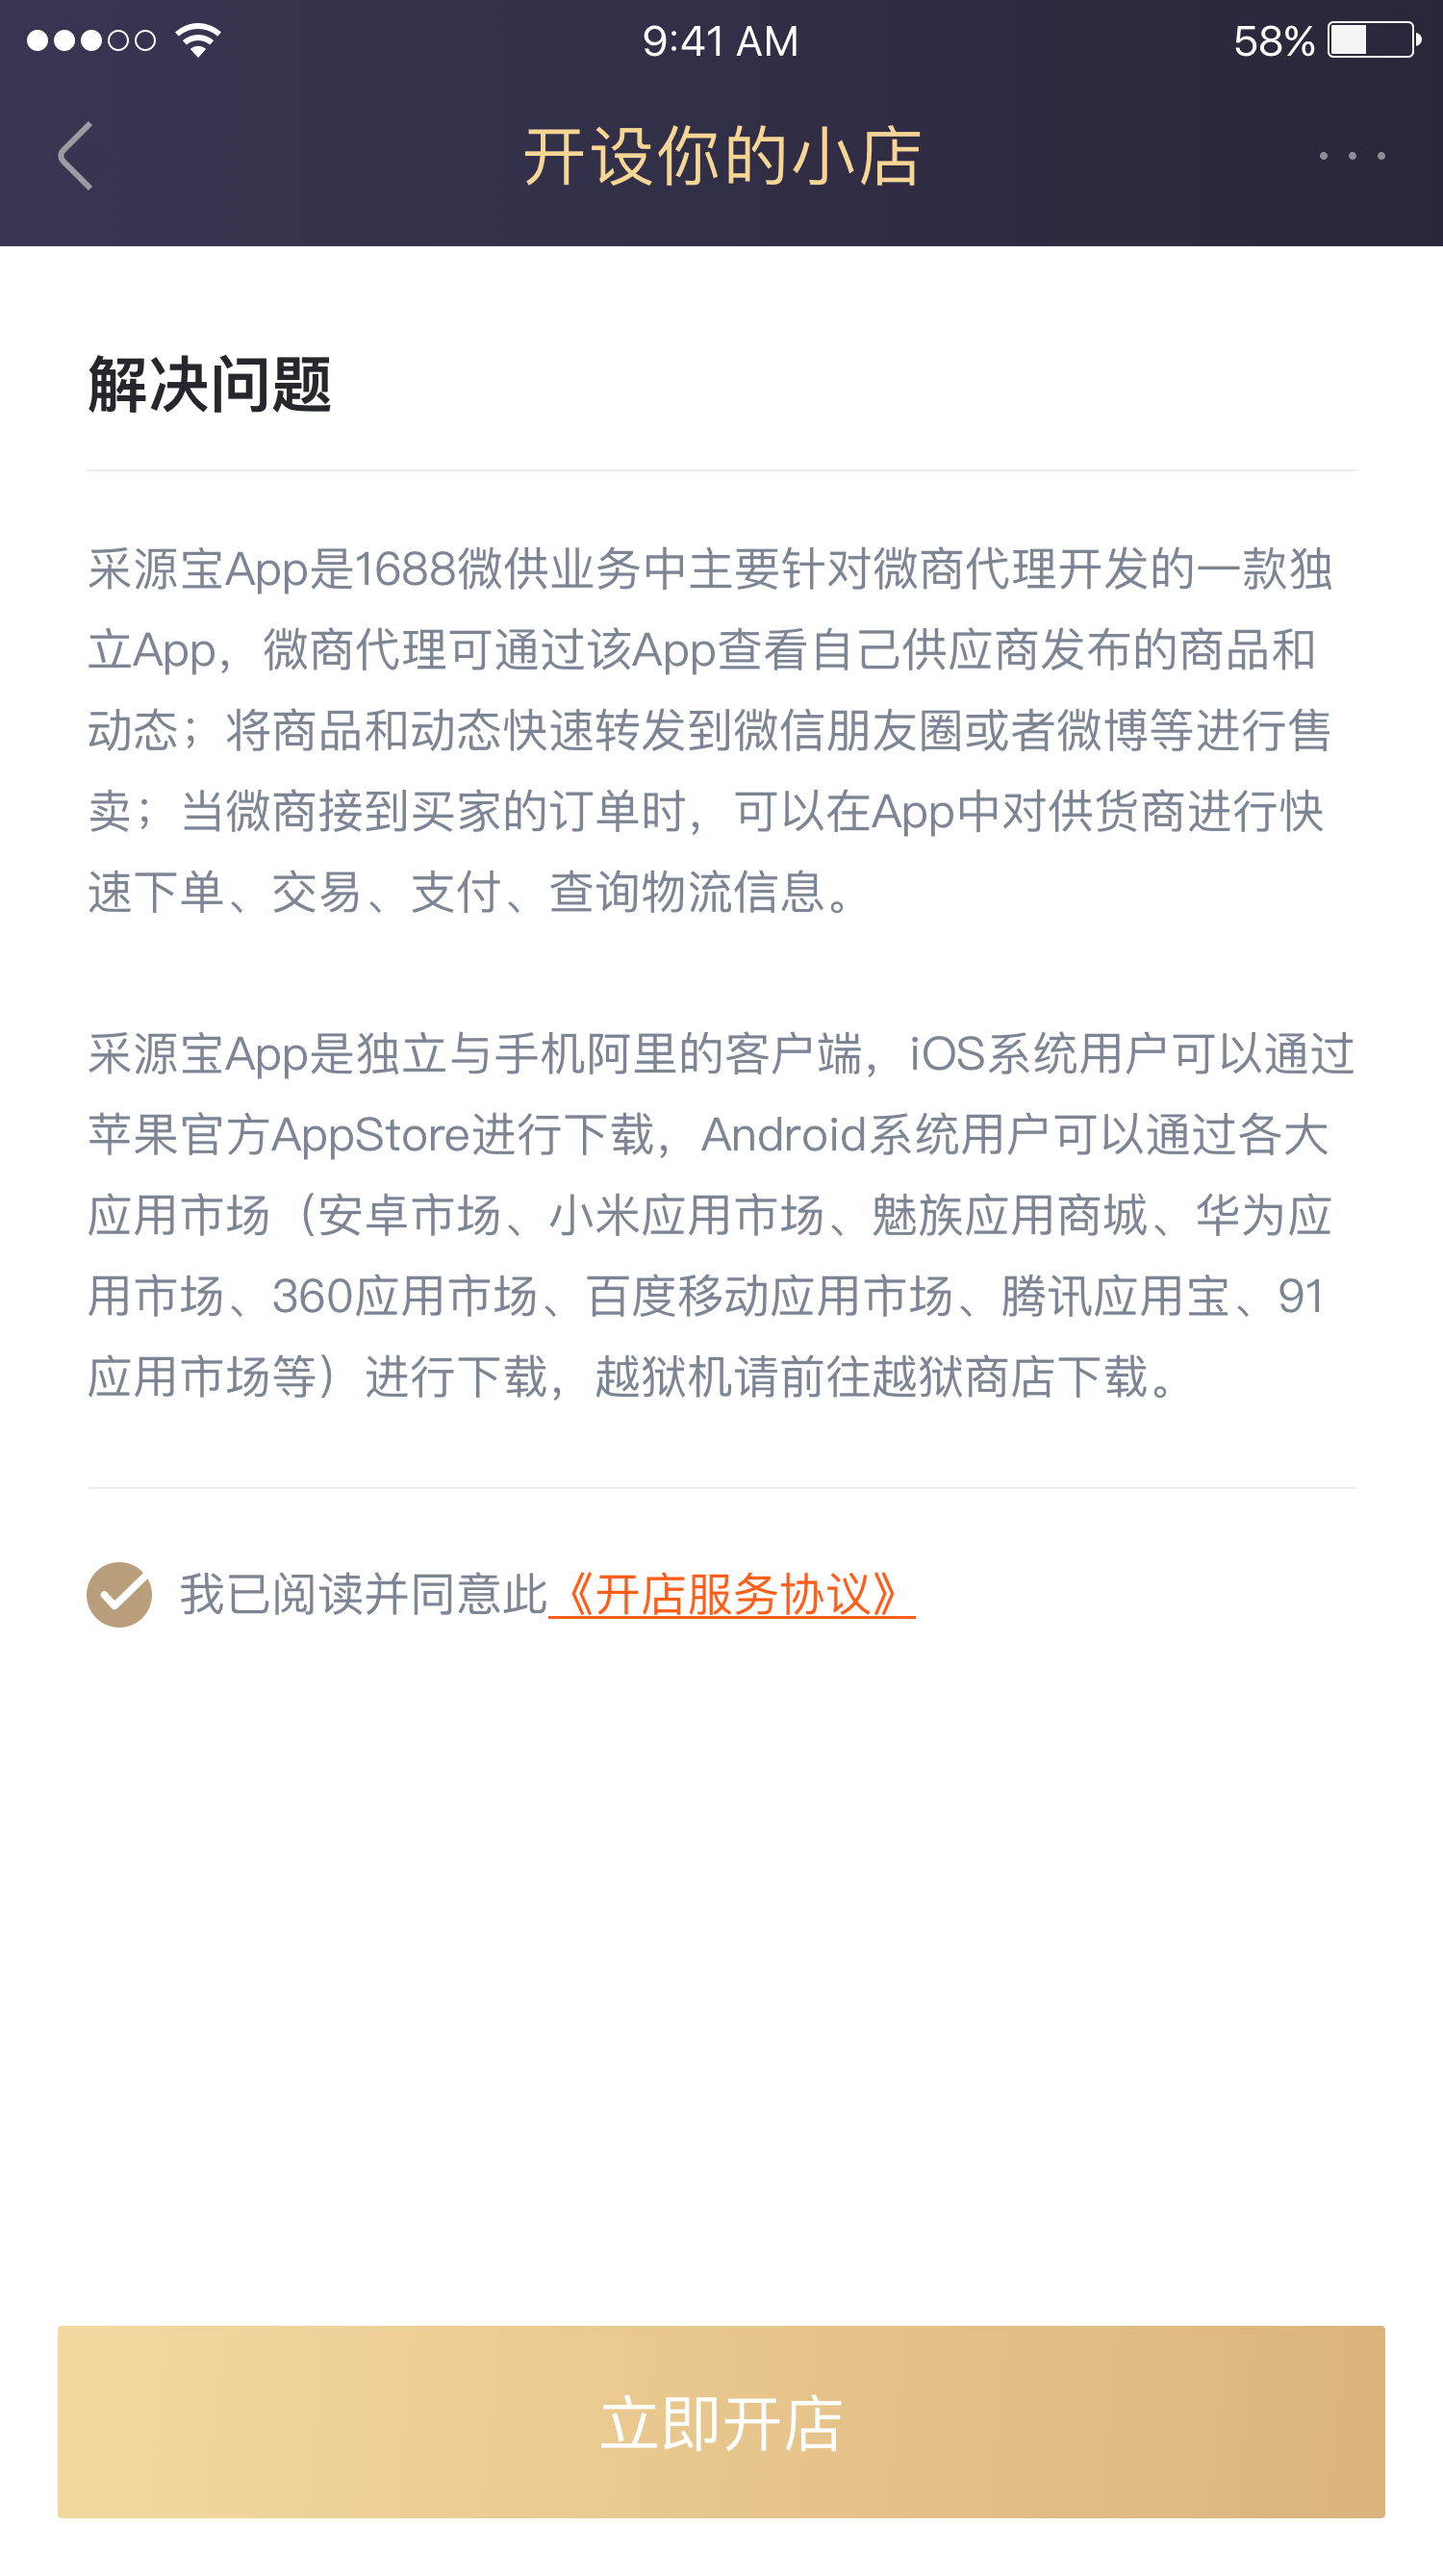 9:41 AM
58%
开设你的小店
解决问题
采源宝App是1688微供业务中主要针对微商代理开发的一款独
立App，微商代理可通过该App查看自己供应商发布的商品和
动态；将商品和动态快速转发到微信朋友圈或者微博等进行售
卖；当微商接到买家的订单时，可以在App中对供货商进行快
速下单、交易、支付、查询物流信息。
采源宝App是独立与手机阿里的客户端，iOS系统用户可以通过
苹果官方AppStore进行下载，Android系统用户可以通过各大
应用市场（安卓市场、小米应用市场、魅族应用商城、华为应
用市场、360应用市场、百度移动应用市场、腾讯应用宝、91
应用市场等）进行下载，越狱机请前往越狱商店下载。
我已阅读并同意此《开店服务协议》
立即开店